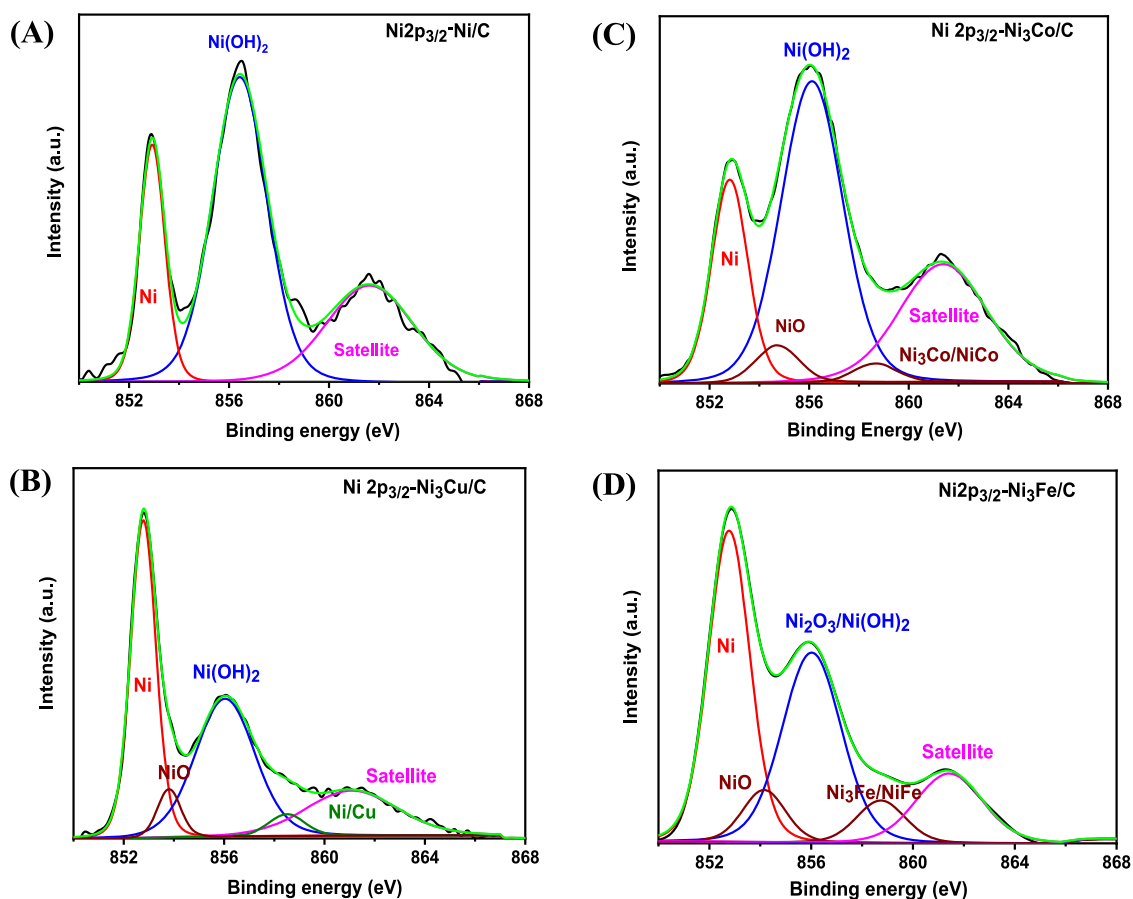 (A)
Ni2p3/2-Ni/C
Ni(OH)2
Ni
Satellite
Intensity (a.u.)
852 856 860 864 868
Binding energy (eV)
(C)
Ni 2p3/2-Ni3Co/C
Ni(OH)2
Ni
NiO
Satellite
Ni3Co/NiCo
Intensity (a.u.)
852 856 860 864 868
Binding Energy (eV)
(B)
Ni 2p3/2-Ni3Cu/C
Ni(OH)2
Ni
NiO
Satellite
Ni/Cu
Intensity (a.u.)
852 856 860 864 868
Binding energy (eV)
(D)
Ni2p3/2-Ni3Fe/C
Ni2O3/Ni(OH)2
Ni
Satellite
NiO
Ni3Fe/NiFe
Intensity (a.u.)
852 856 860 864 868
Binding energy (eV)